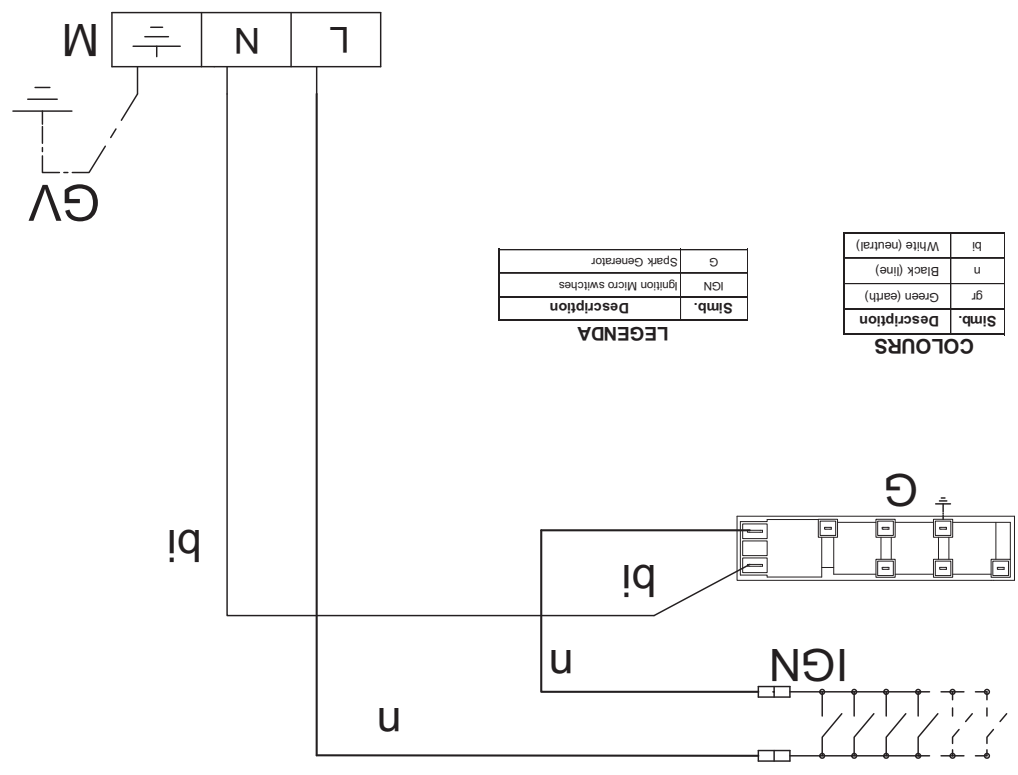 n
IGN
n
bi
bi
G
COLOURS
Simb. Description
gr Green (earth)
n Black (line)
bi White (neutral)
LEGENDA
Simb. Description
IGN Ignition Micro switches
G Spark Generator
GV
L N M